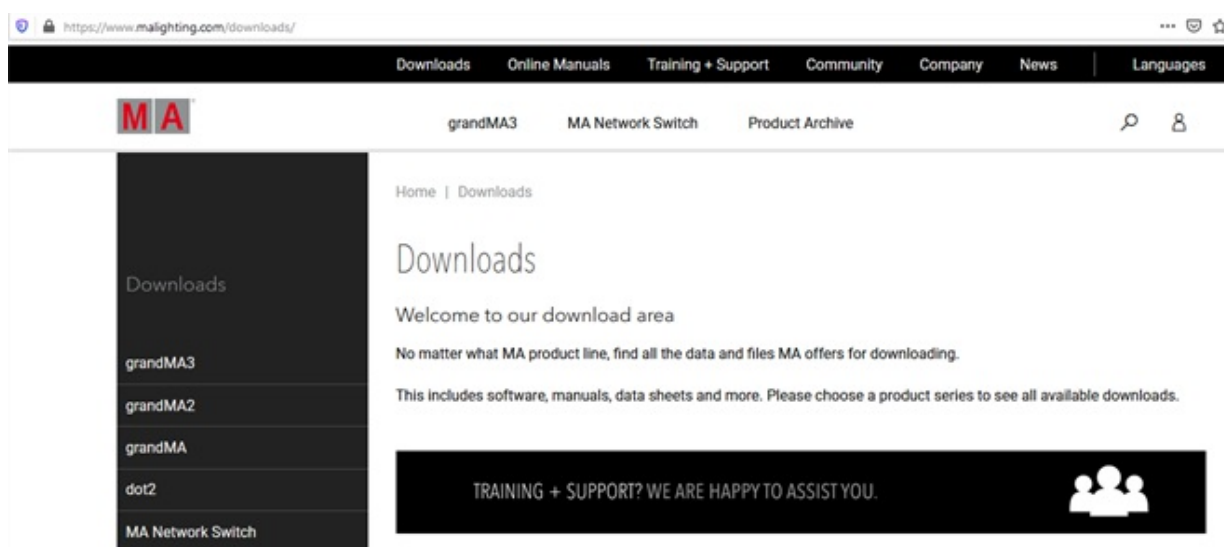 https://www.malighting.com/downloads/
Downloads Online Manuals Training + Support Community Company News Languages
MA grandMA3 MA Network Switch Product Archive
Home | Downloads
Downloads
Welcome to our download area
No matter what MA product line, find all the data and files MA offers for downloading.
This includes software, manuals, data sheets and more. Please choose a product series to see all available downloads.
TRAINING + SUPPORT? WE ARE HAPPY TO ASSIST YOU.
Downloads
grandMA3
grandMA2
grandMA
dot2
MA Network Switch